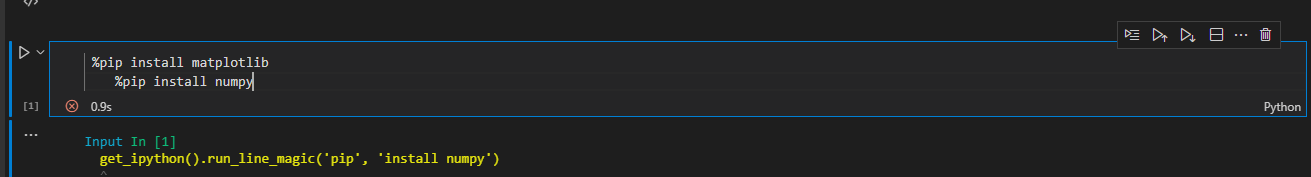 %pip install matplotlib
%pip install numpy
[1]
0.9s
Python
Input In [1]
get_ipython().run_line_magic('pip', 'install numpy')
^